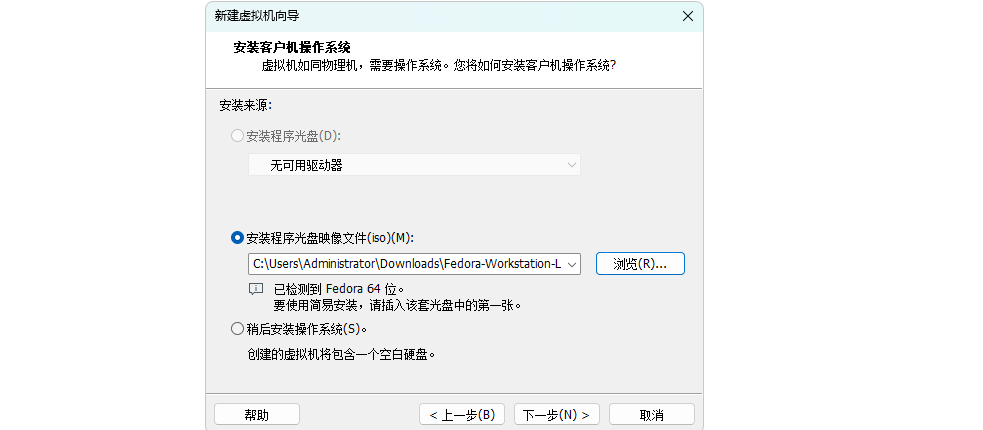 新建虚拟机向导
安装客户机操作系统
虚拟机如同物理机，需要操作系统。您将如何安装客户机操作系统?
安装来源:
安装程序光盘(D):
无可用驱动器
安装程序光盘映像文件(iso)(M):
C:\Users\Administrator\Downloads\Fedora-Workstation-L
浏览(R)...
已检测到 Fedora 64 位。
要使用简易安装，请插入该套光盘中的第一张。
稍后安装操作系统(S)。
创建的虚拟机将包含一个空白硬盘。
帮助
< 上一步(B)
下一步(N) >
取消